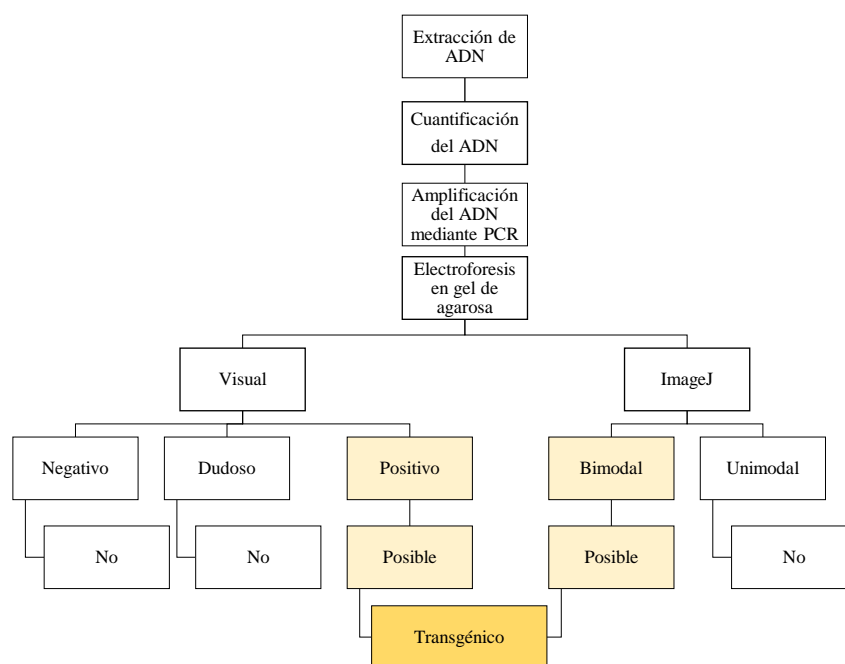 Extracción de
ADN
Cuantificación
del ADN
Amplificación
del ADN
mediante PCR
Electroforesis
en gel de
agarosa
Visual
ImageJ
Negativo
Dudoso
Positivo
Bimodal
Unimodal
No
No
Posible
Posible
No
Transgénico